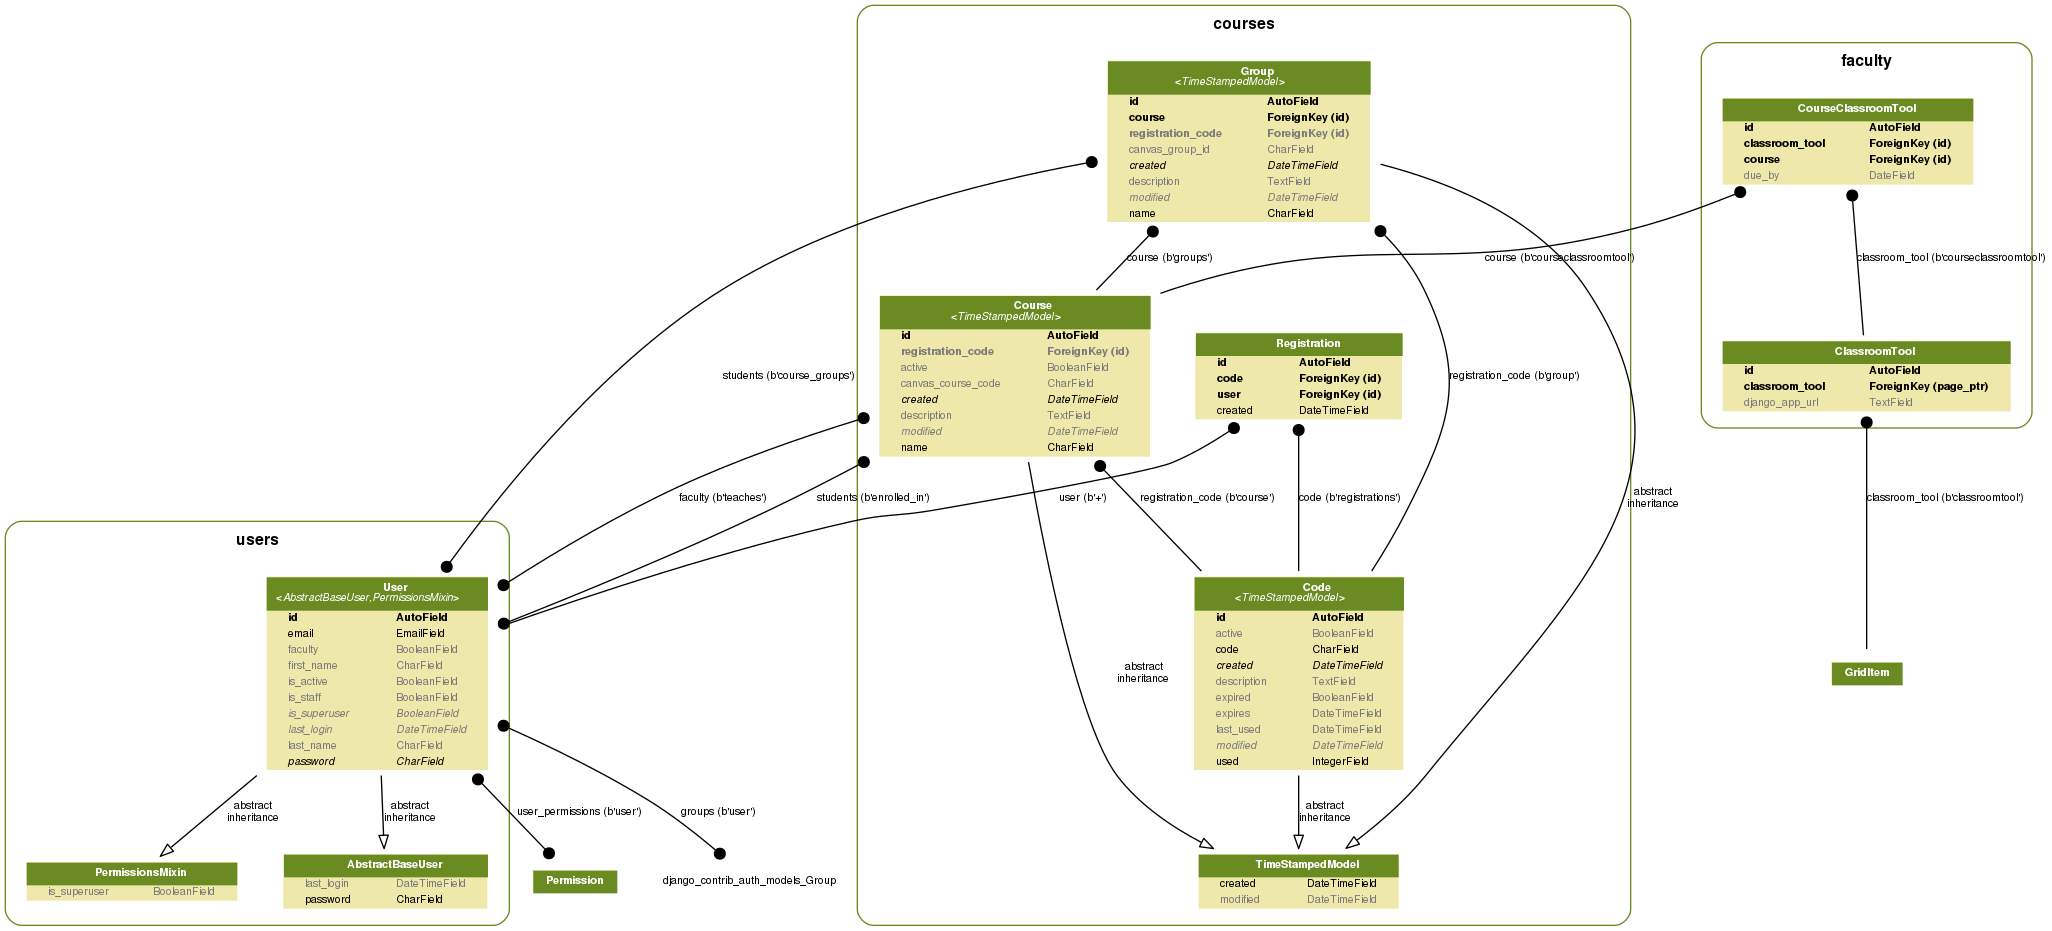 courses
Group
<TimeStampedModel>
id AutoField
course ForeignKey (id)
registration_code ForeignKey (id)
canvas_group_id CharField
created DateTimeField
description TextField
modified DateTimeField
name CharField
faculty
CourseClassroomTool
id AutoField
classroom_tool ForeignKey (id)
course ForeignKey (id)
due_by DateField
course (b'groups')
course (b'courseclassroomtool')
classroom_tool (b'courseclassroomtool')
Course
<TimeStampedModel>
id AutoField
registration_code ForeignKey (id)
active BooleanField
canvas_course_code CharField
created DateTimeField
description TextField
modified DateTimeField
name CharField
Registration
id AutoField
code ForeignKey (id)
user ForeignKey (id)
created DateTimeField
ClassroomTool
id AutoField
classroom_tool ForeignKey (page_ptr)
django_app_url TextField
students (b'course_groups')
registration_code (b'group')
faculty (b'teaches')
students (b'enrolled_in')
user (b'+')
registration_code (b'course')
code (b'registrations')
abstract
inheritance
classroom_tool (b'classroomtool')
users
User
<AbstractBaseUser,PermissionsMixin>
id AutoField
email EmailField
faculty BooleanField
first_name CharField
is_active BooleanField
is_staff BooleanField
is_superuser BooleanField
last_login DateTimeField
last_name CharField
password CharField
Code
<TimeStampedModel>
id AutoField
active BooleanField
code CharField
created DateTimeField
description TextField
expired BooleanField
expires DateTimeField
last_used DateTimeField
modified DateTimeField
used IntegerField
abstract
inheritance
GridItem
abstract
inheritance
abstract
inheritance
user_permissions (b'user')
groups (b'user')
abstract
inheritance
PermissionsMixin
is_superuser BooleanField
AbstractBaseUser
last_login DateTimeField
password CharField
Permission
django_contrib_auth_models_Group
TimeStampedModel
created DateTimeField
modified DateTimeField